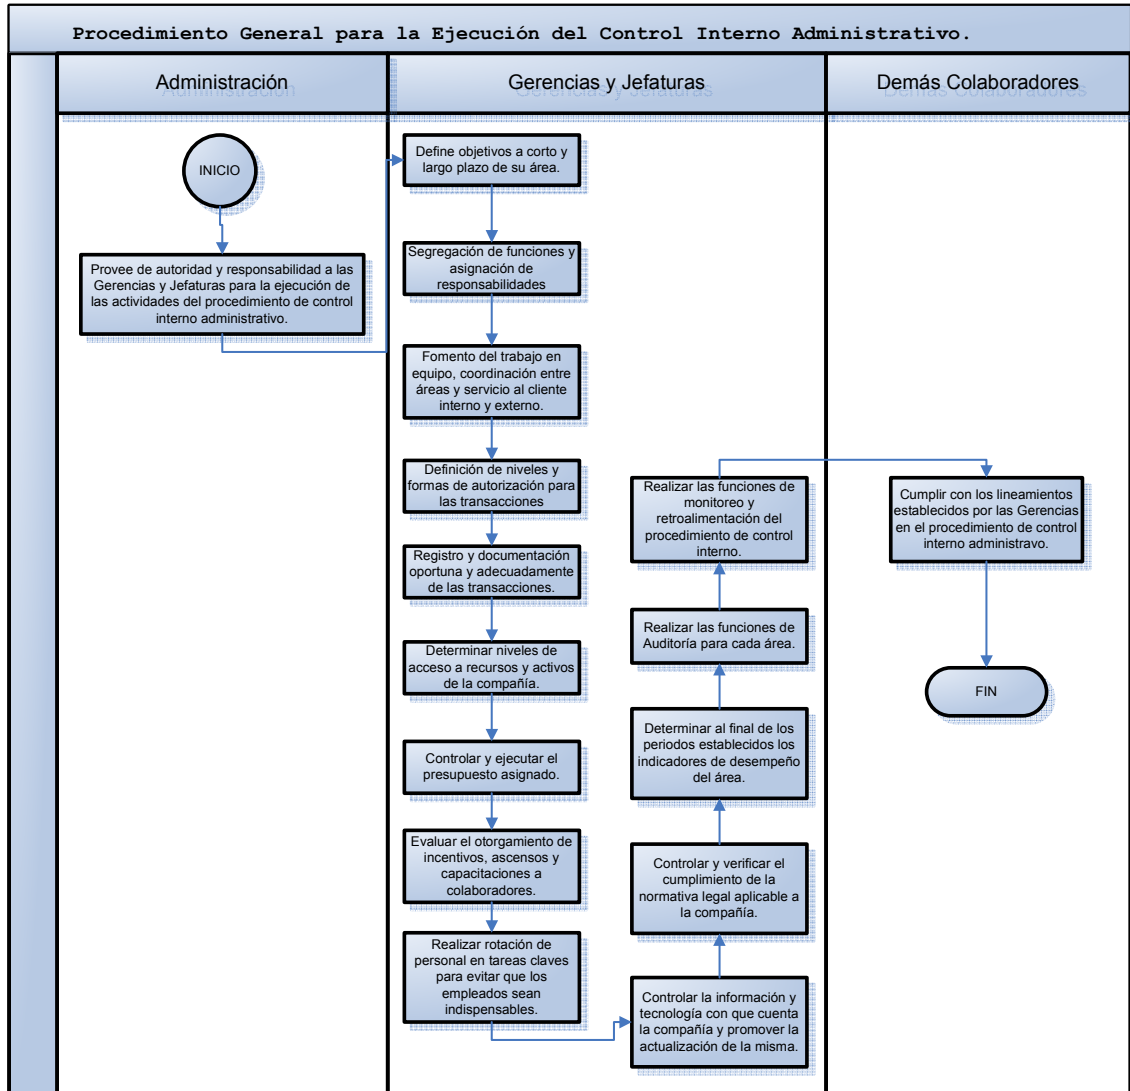 Procedimiento General para la Ejecución del Control Interno Administrativo.
Administración
Gerencias y Jefaturas
Demás Colaboradores
INICIO
Provee de autoridad y responsabilidad a las
Gerencias y Jefaturas para la ejecución de
las actividades del procedimiento de control
interno administrativo.
Define objetivos a corto y
largo plazo de su área.
Segregación de funciones y
asignación de
responsabilidades
Fomento del trabajo en
equipo, coordinación entre
áreas y servicio al cliente
interno y externo.
Definición de niveles y
formas de autorización para
las transacciones
Registro y documentación
oportuna y adecuadamente
de las transacciones.
Determinar niveles de
acceso a recursos y activos
de la compañía.
Controlar y ejecutar el
presupuesto asignado.
Evaluar el otorgamiento de
incentivos, ascensos y
capacitaciones a
colaboradores.
Realizar rotación de
personal en tareas claves
para evitar que los
empleados sean
indispensables.
Controlar la información y
tecnología con que cuenta
la compañía y promover la
actualización de la misma.
Controlar y verificar el
cumplimiento de la
normativa legal aplicable a
la compañía.
Determinar al final de los
periodos establecidos los
indicadores de desempeño
del área.
Realizar las funciones de
Auditoría para cada área.
Realizar las funciones de
monitoreo y
retroalimentación del
procedimiento de control
interno.
Cumplir con los lineamientos
establecidos por las Gerencias
en el procedimiento de control
interno administravo.
FIN